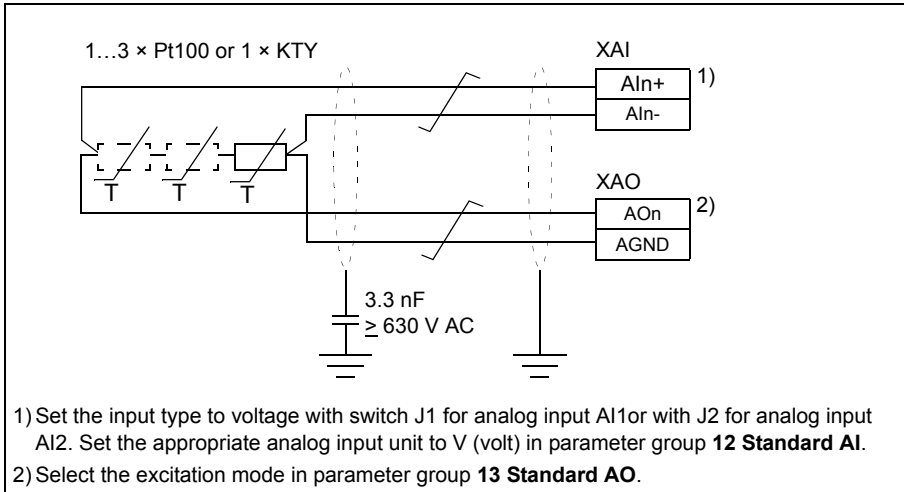 1…3 × Pt100 or 1 × KTY
XAI
AIn+
1)
AIn-
T
T
T
XAO
AOn
2)
AGND
3.3 nF
≥ 630 V AC
1) Set the input type to voltage with switch J1 for analog input AI1or with J2 for analog input
AI2. Set the appropriate analog input unit to V (volt) in parameter group 12 Standard AI.
2) Select the excitation mode in parameter group 13 Standard AO.